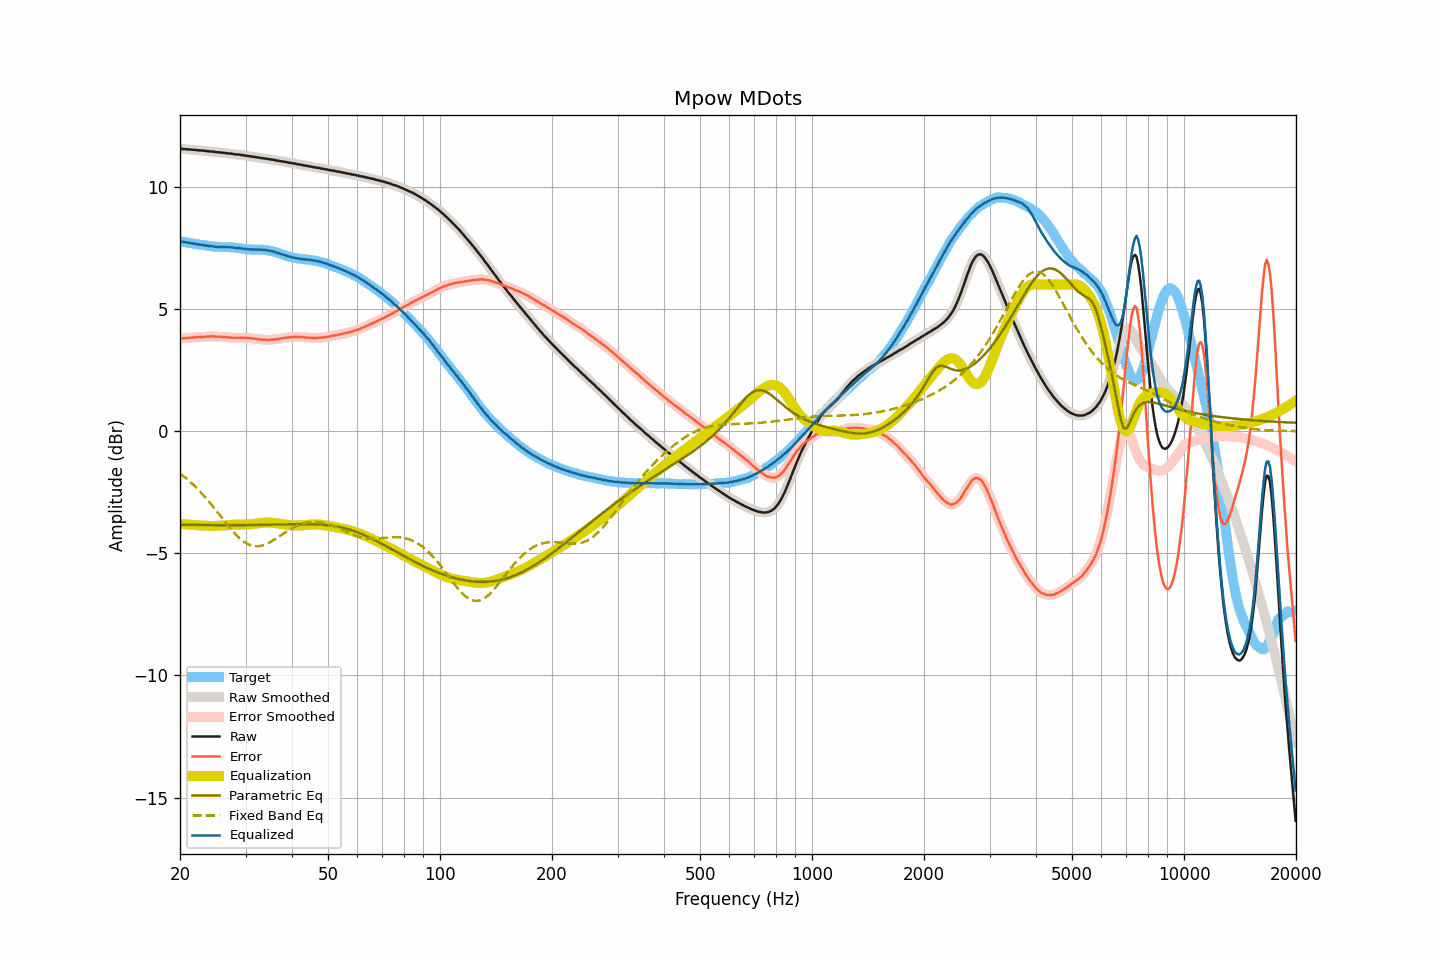 Mpow MDots
10
5
0
−5
−10
−15
Amplitude (dBr)
Target
Raw Smoothed
Error Smoothed
Raw
Error
Equalization
Parametric Eq
Fixed Band Eq
Equalized
20 50 100 200 500 1000 2000 5000 10000 20000
Frequency (Hz)